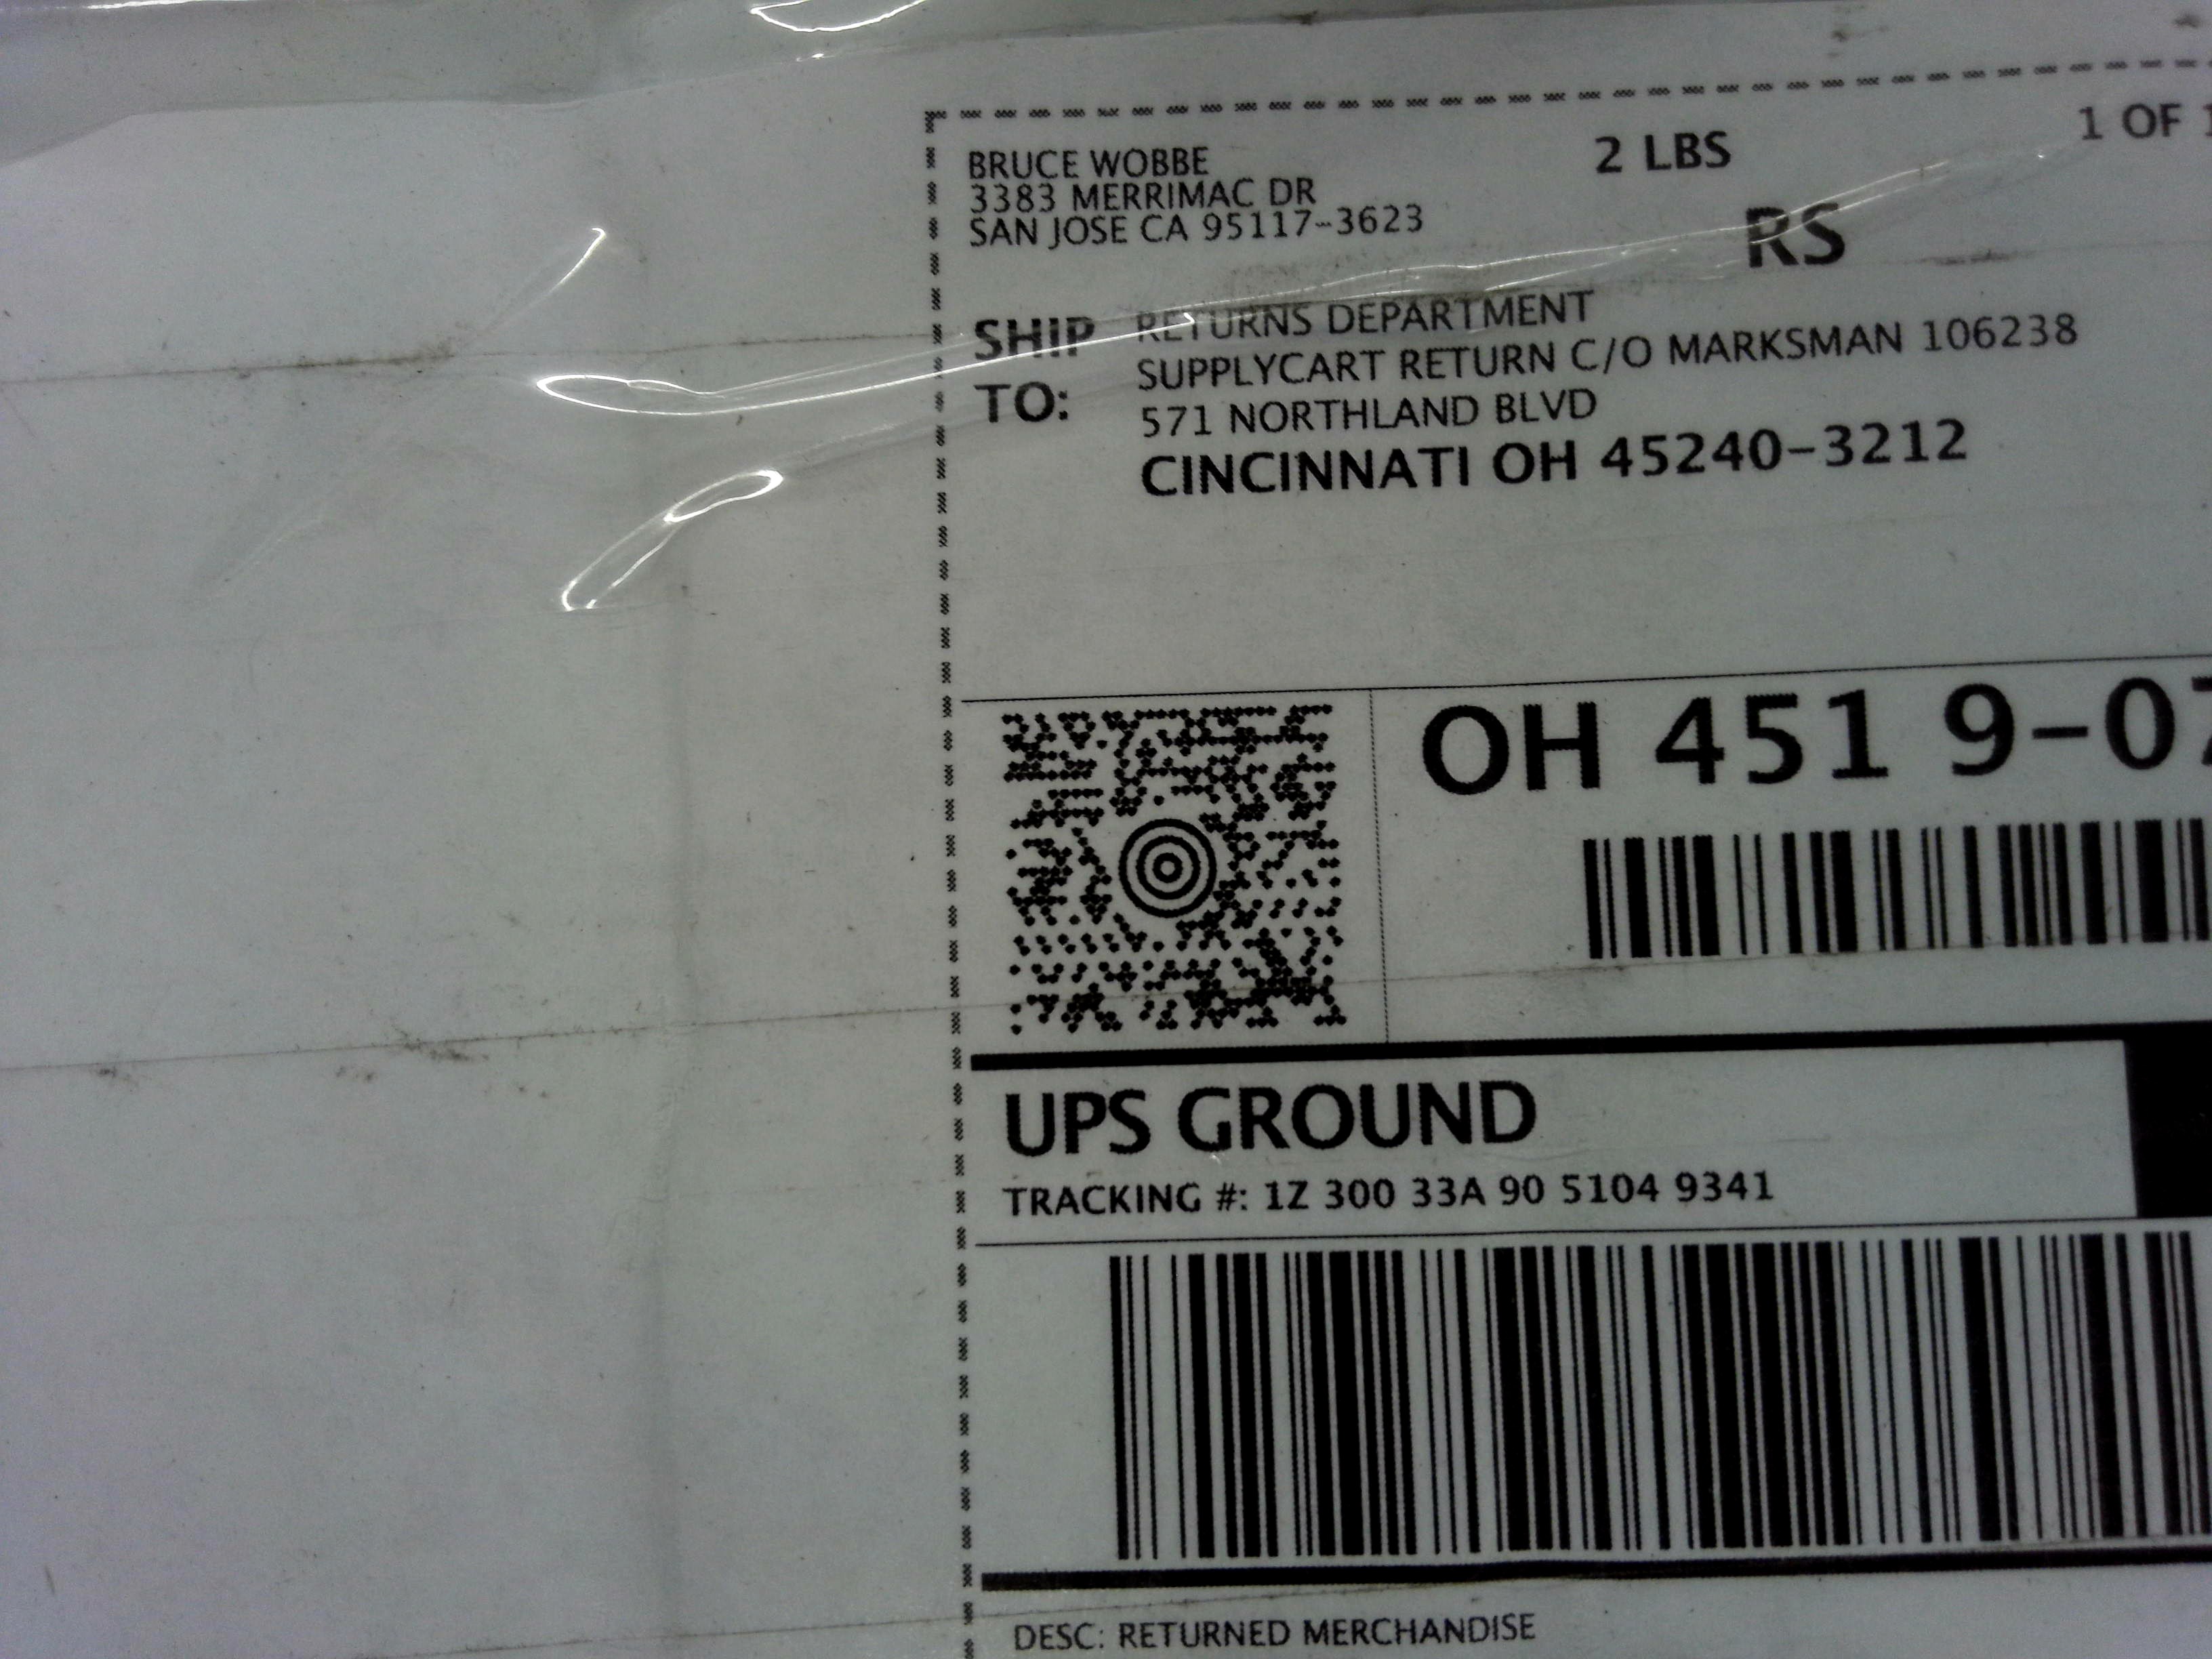 BRUCE WOBBE
3383 MERRIMAC DR
SAN JOSE CA 95117-3623
2 LBS
1 OF 1
RS
SHIP TO:
RETURNS DEPARTMENT
SUPPLYCART RETURN C/O MARKSMAN 106238
571 NORTHLAND BLVD
CINCINNATI OH 45240-3212
OH 451 9-07
UPS GROUND
TRACKING #: 1Z 300 33A 90 5104 9341
DESC: RETURNED MERCHANDISE